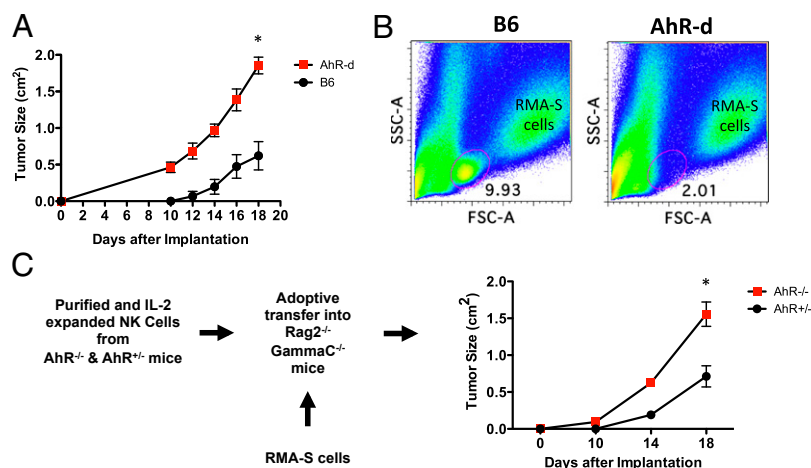 A
Tumor Size (cm²)
2.0
1.5
1.0
0.5
0.0
0 2 4 6 8 10 12 14 16 18 20
Days after Implantation
*
AhR-d
B6
B
B6
AhR-d
SSC-A
RMA-S
cells
9.93
FSC-A
SSC-A
RMA-S
cells
2.01
FSC-A
C
Purified and IL-2
expanded NK Cells
from
AhR⁻/⁻ & AhR⁺/⁻ mice
Adoptive
transfer into
Rag2⁻/⁻
GammaC⁻/⁻
mice
RMA-S cells
Tumor Size (cm²)
2.0
1.5
1.0
0.5
0.0
0 10 14 18
Days after Implantation
*
AhR-/-
AhR+/-